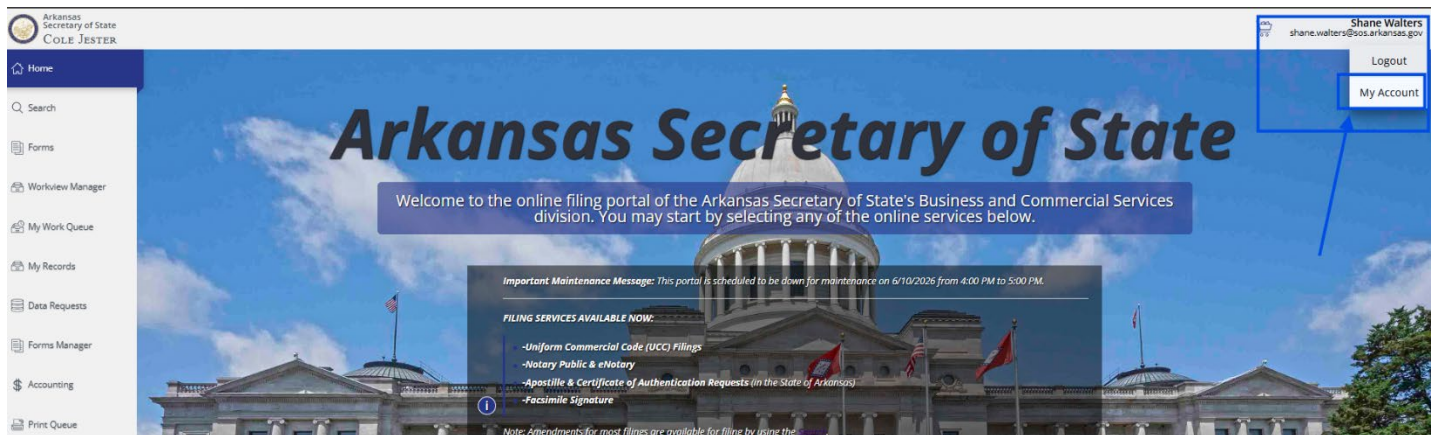 Arkansas
Secretary of State
COLE JESTER
Shane Walters
shane.walters@sos.arkansas.gov
Logout
My Account
Home
Search
Forms
Workview Manager
My Work Queue
My Records
Data Requests
Forms Manager
Accounting
Print Queue
Arkansas Secretary of State
Welcome to the online filing portal of the Arkansas Secretary of State's Business and Commercial Services
division. You may start by selecting any of the online services below.
Important Maintenance Message: This portal is scheduled to be down for maintenance on 6/10/2026 from 4:00 PM to 5:00 PM.
FILING SERVICES AVAILABLE NOW:
-Uniform Commercial Code (UCC) Filings
-Notary Public & eNotary
-Apostille & Certificate of Authentication Requests (in the State of Arkansas)
-Facsimile Signature
Note: Amendments for most filings are available for filing by using the